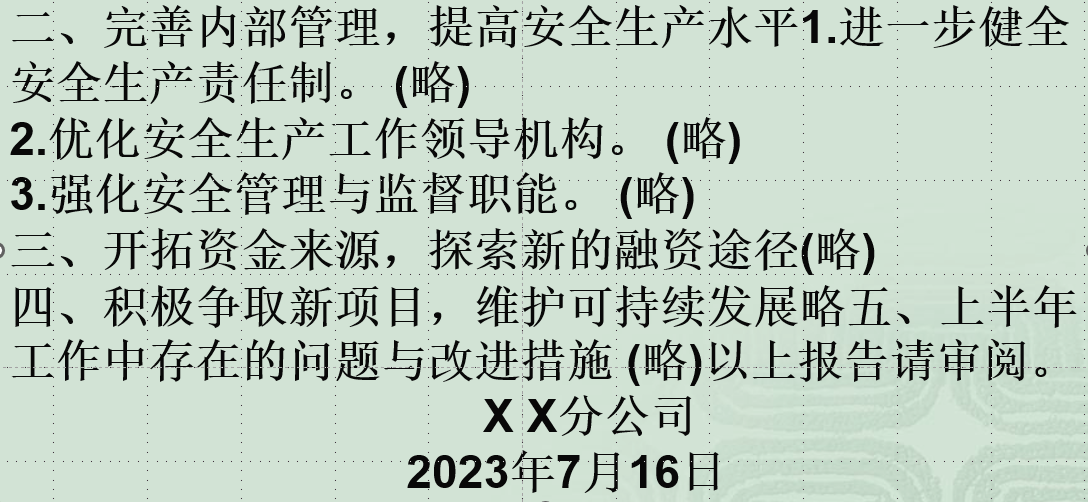 二、完善内部管理，提高安全生产水平1.进一步健全
安全生产责任制。 (略)
2.优化安全生产工作领导机构。 (略)
3.强化安全管理与监督职能。 (略)
三、开拓资金来源，探索新的融资途径(略)
四、积极争取新项目，维护可持续发展略五、上半年
工作中存在的问题与改进措施 (略)以上报告请审阅。
X X分公司
2023年7月16日